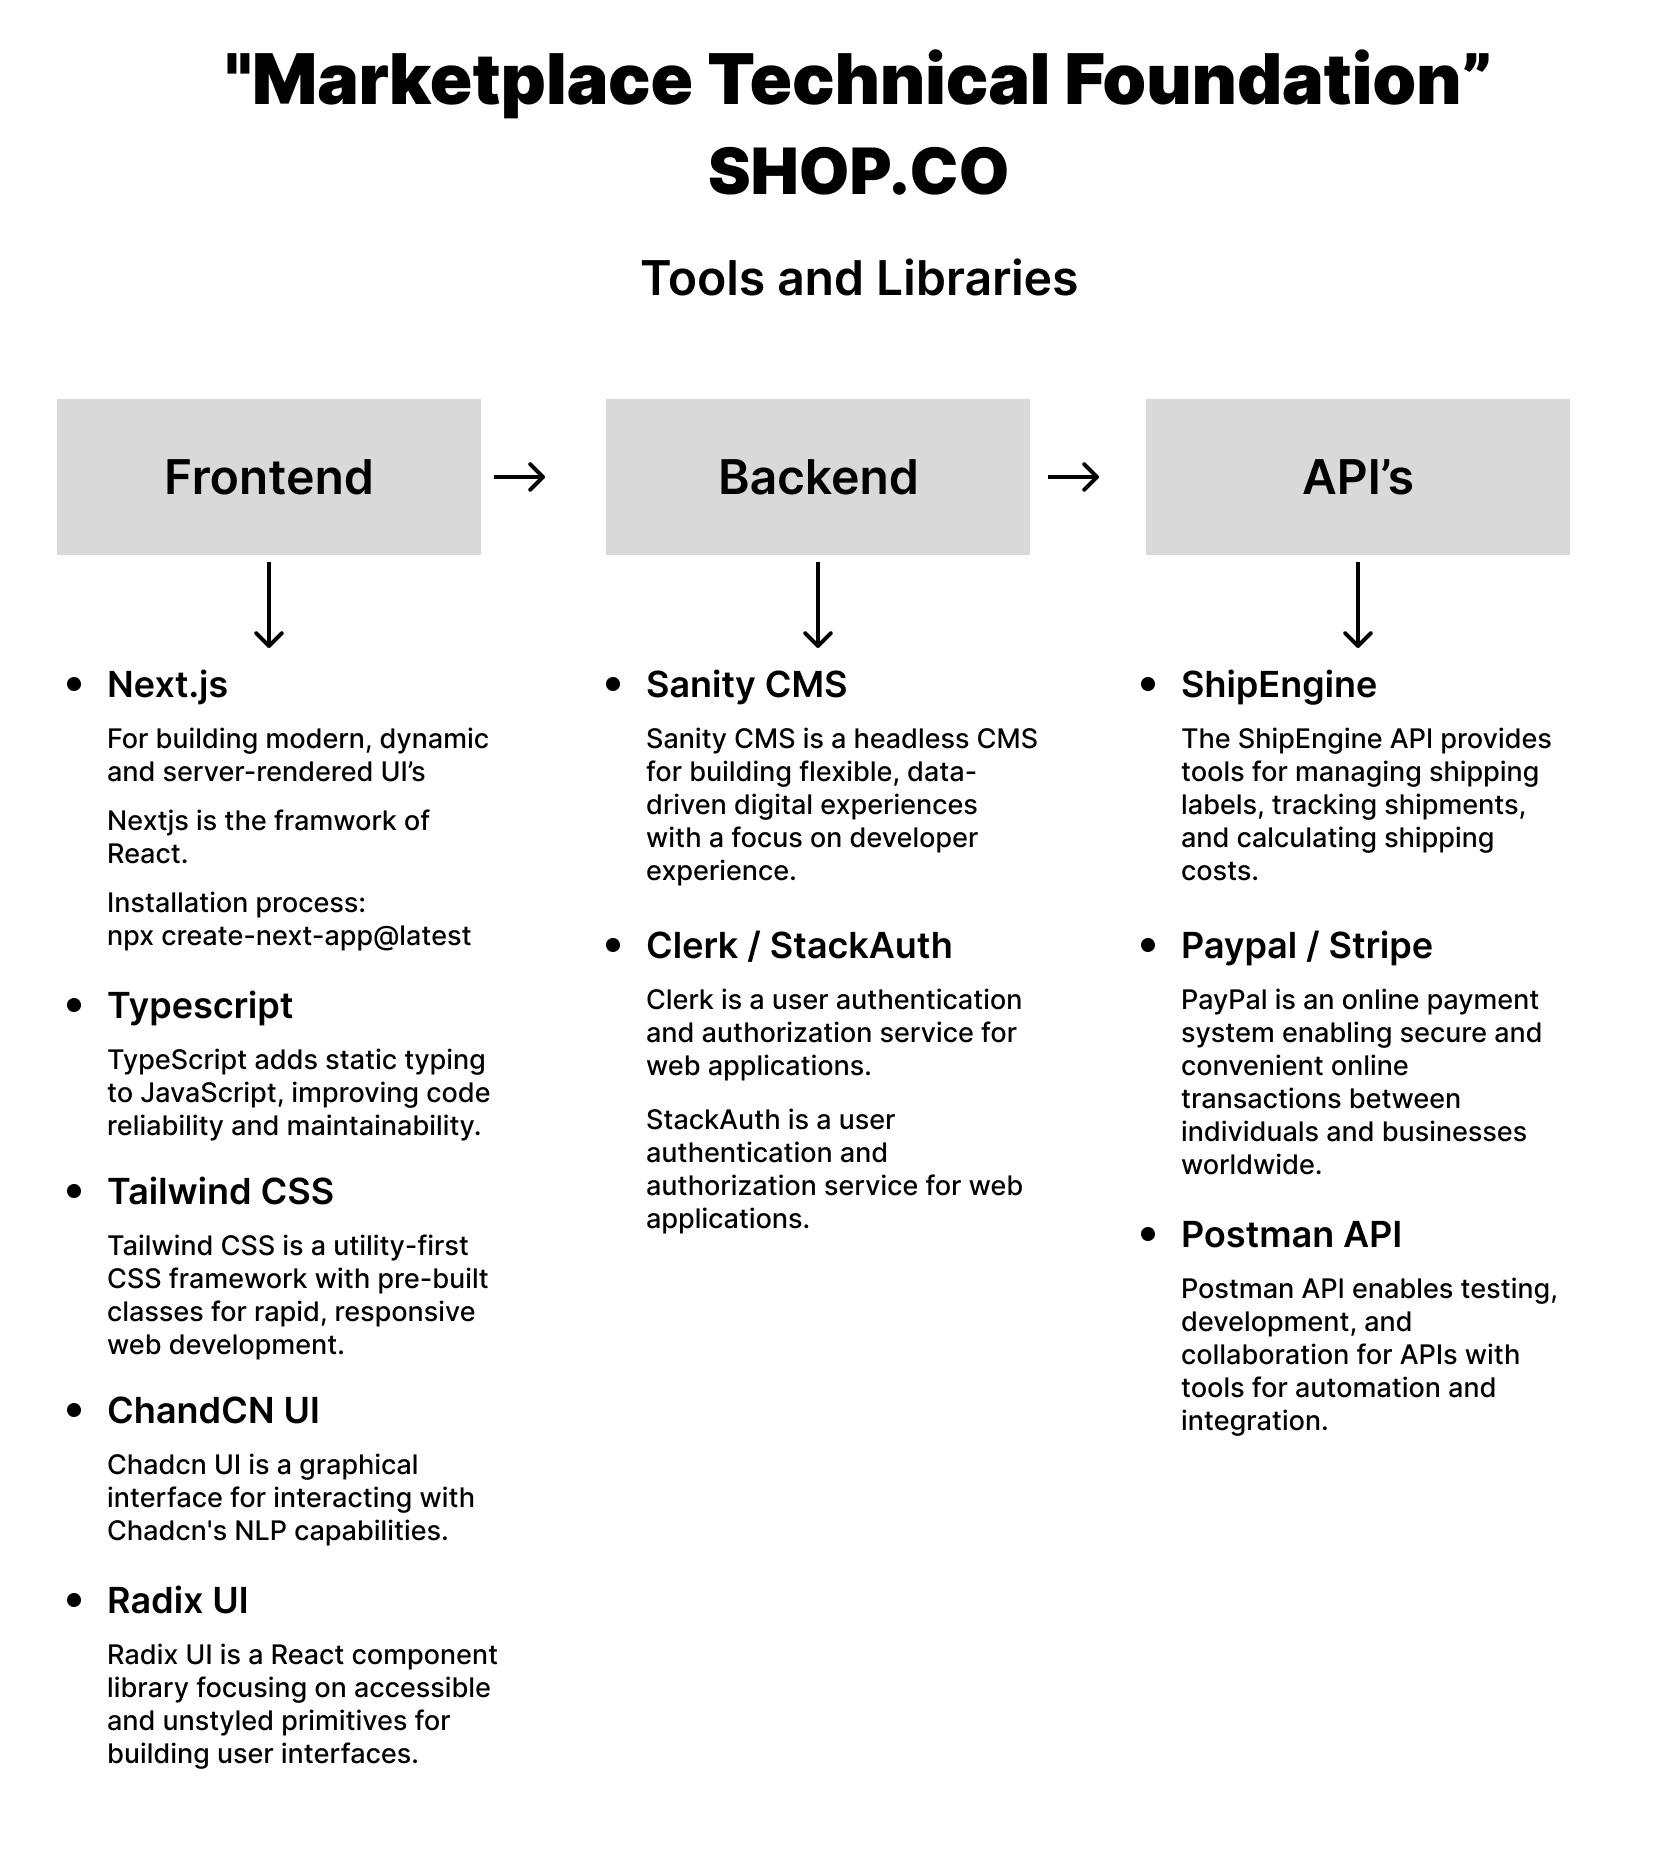 "Marketplace Technical Foundation”
SHOP.CO
Tools and Libraries
Frontend
Backend
API’s
Next.js
For building modern, dynamic
and server-rendered UI’s
Nextjs is the framwork of
React.
Installation process:
npx create-next-app@latest
Typescript
TypeScript adds static typing
to JavaScript, improving code
reliability and maintainability.
Tailwind CSS
Tailwind CSS is a utility-first
CSS framework with pre-built
classes for rapid, responsive
web development.
ChandCN UI
Chadcn UI is a graphical
interface for interacting with
Chadcn's NLP capabilities.
Radix UI
Radix UI is a React component
library focusing on accessible
and unstyled primitives for
building user interfaces.
Sanity CMS
Sanity CMS is a headless CMS
for building flexible, data-
driven digital experiences
with a focus on developer
experience.
Clerk / StackAuth
Clerk is a user authentication
and authorization service for
web applications.
StackAuth is a user
authentication and
authorization service for web
applications.
ShipEngine
The ShipEngine API provides
tools for managing shipping
labels, tracking shipments,
and calculating shipping
costs.
Paypal / Stripe
PayPal is an online payment
system enabling secure and
convenient online
transactions between
individuals and businesses
worldwide.
Postman API
Postman API enables testing,
development, and
collaboration for APIs with
tools for automation and
integration.